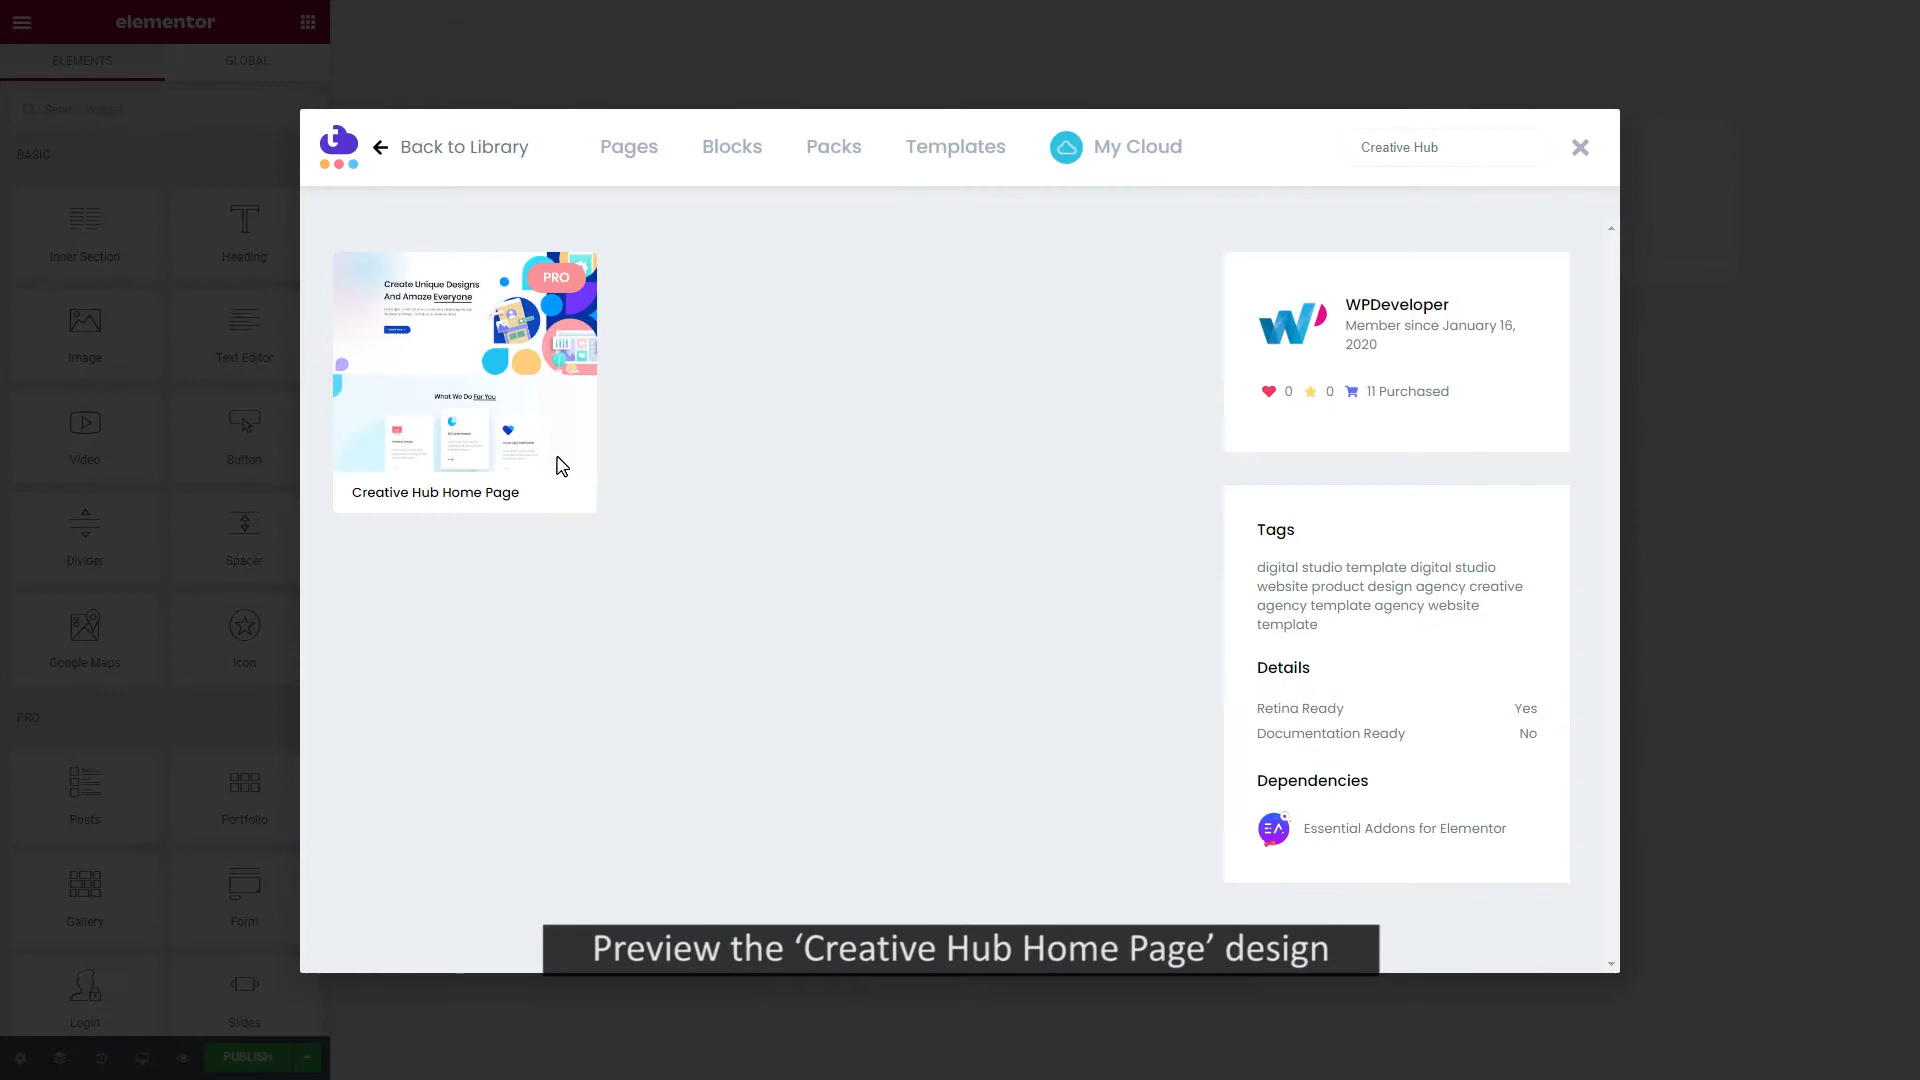 elementor
ELEMENTS
GLOBAL
BASIC
Inner Section
Heading
Image
Text Editor
Video
Button
Divider
Spacer
Google Maps
Icon
PRO
Posts
Portfolio
Gallery
Form
Login
Slides
PUBLISH
t
Back to Library
Pages
Blocks
Packs
Templates
My Cloud
Creative Hub
Create Unique Designs
And Amaze Everyone
PRO
What We Do For You
Creative Hub Home Page
W
WPDeveloper
Member since January 16,
2020
0
0
11 Purchased
Tags
digital studio template digital studio
website product design agency creative
agency template agency website
template
Details
Retina Ready
Yes
Documentation Ready
No
Dependencies
EA
Essential Addons for Elementor
Preview the ‘Creative Hub Home Page’ design